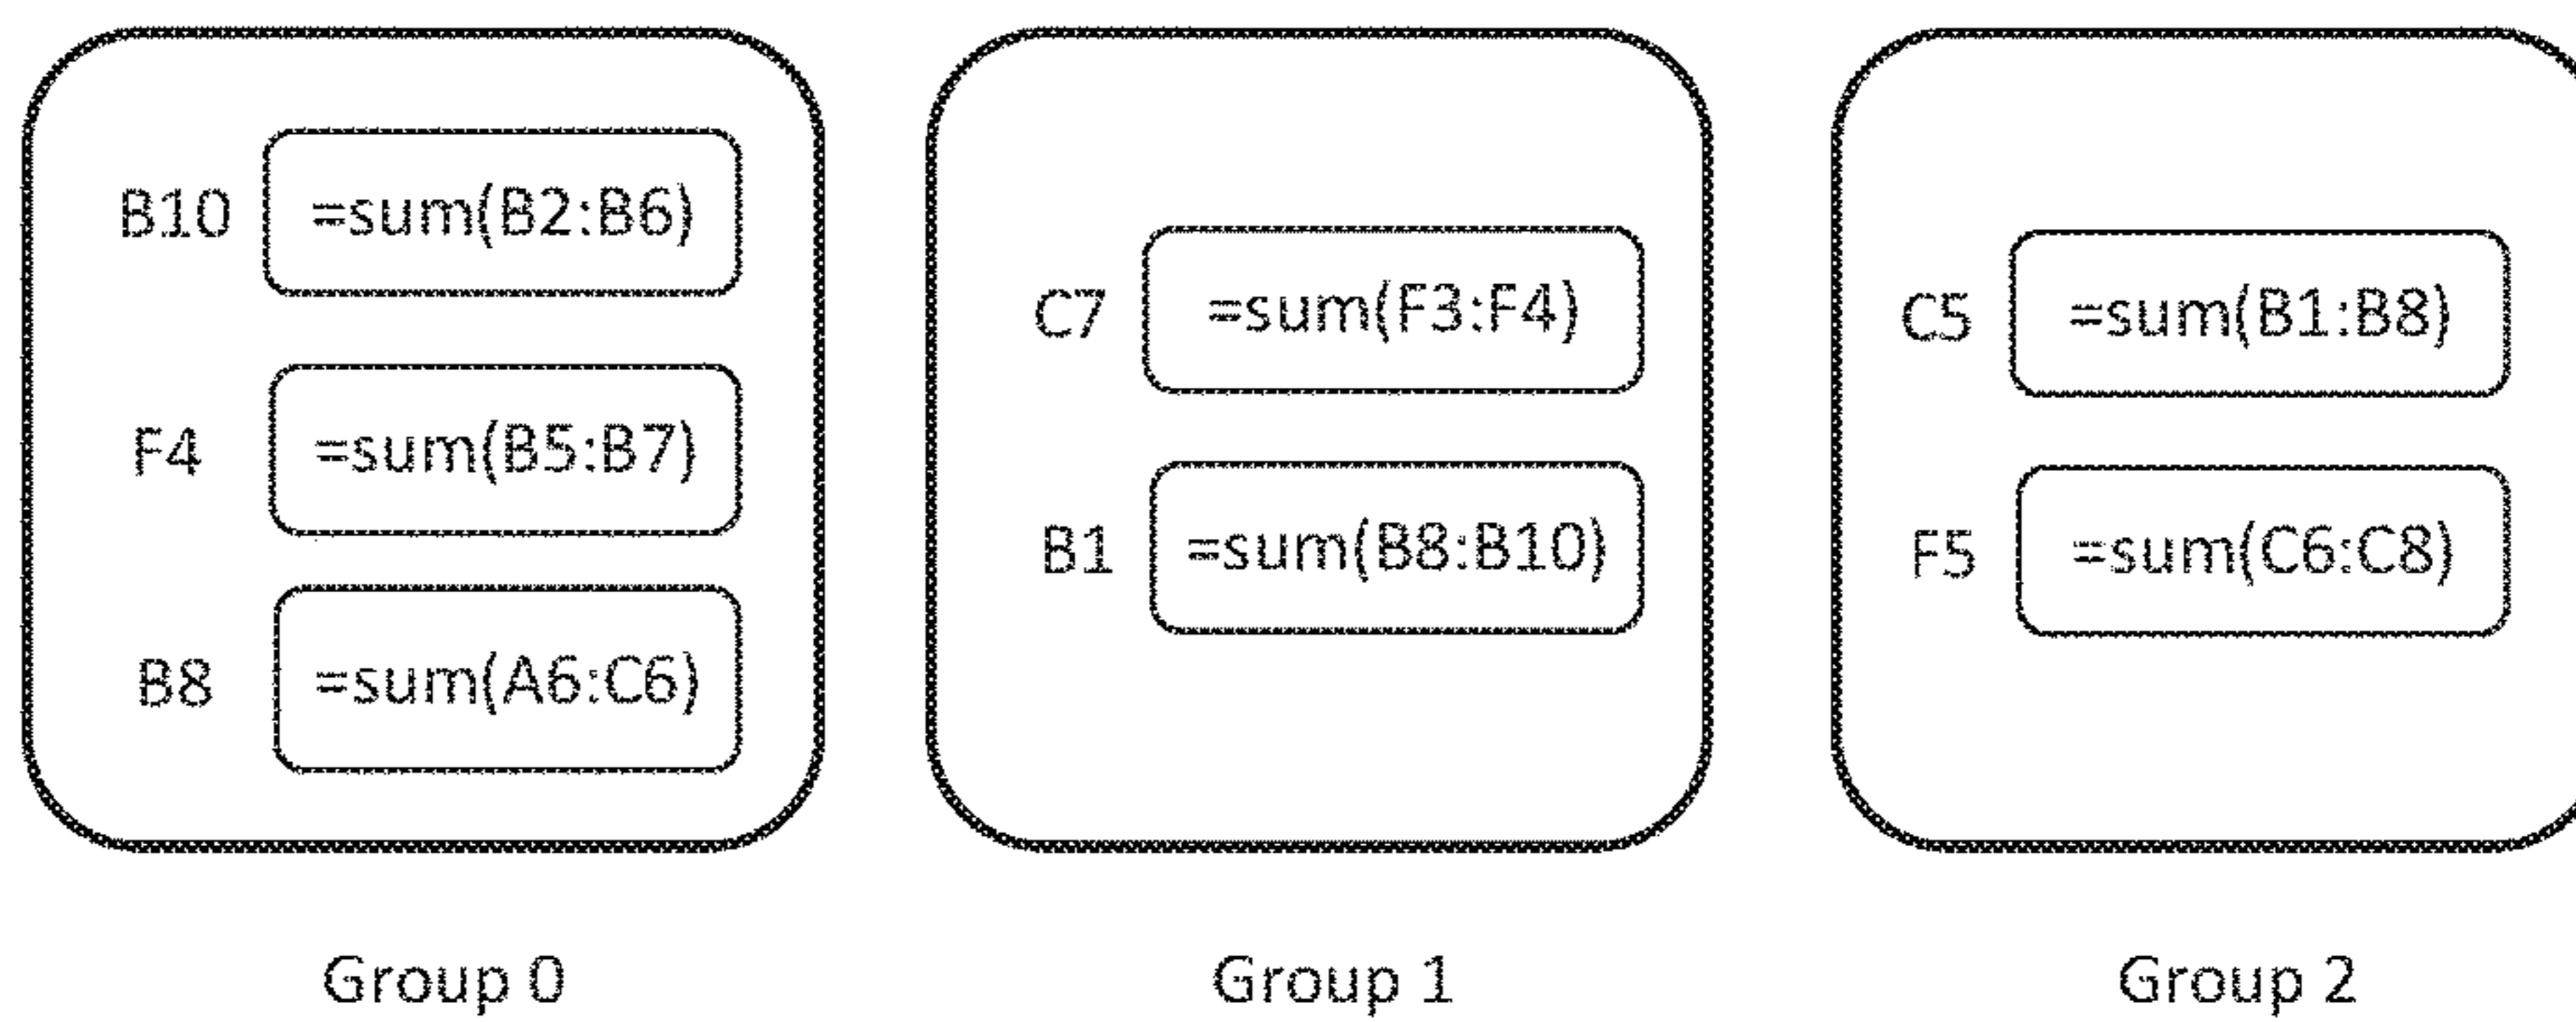 B10 =sum(B2:B6)
F4 =sum(B5:B7)
B8 =sum(A6:C6)
Group 0
C7 =sum(F3:F4)
B1 =sum(B8:B10)
Group 1
C5 =sum(B1:B8)
F5 =sum(C6:C8)
Group 2